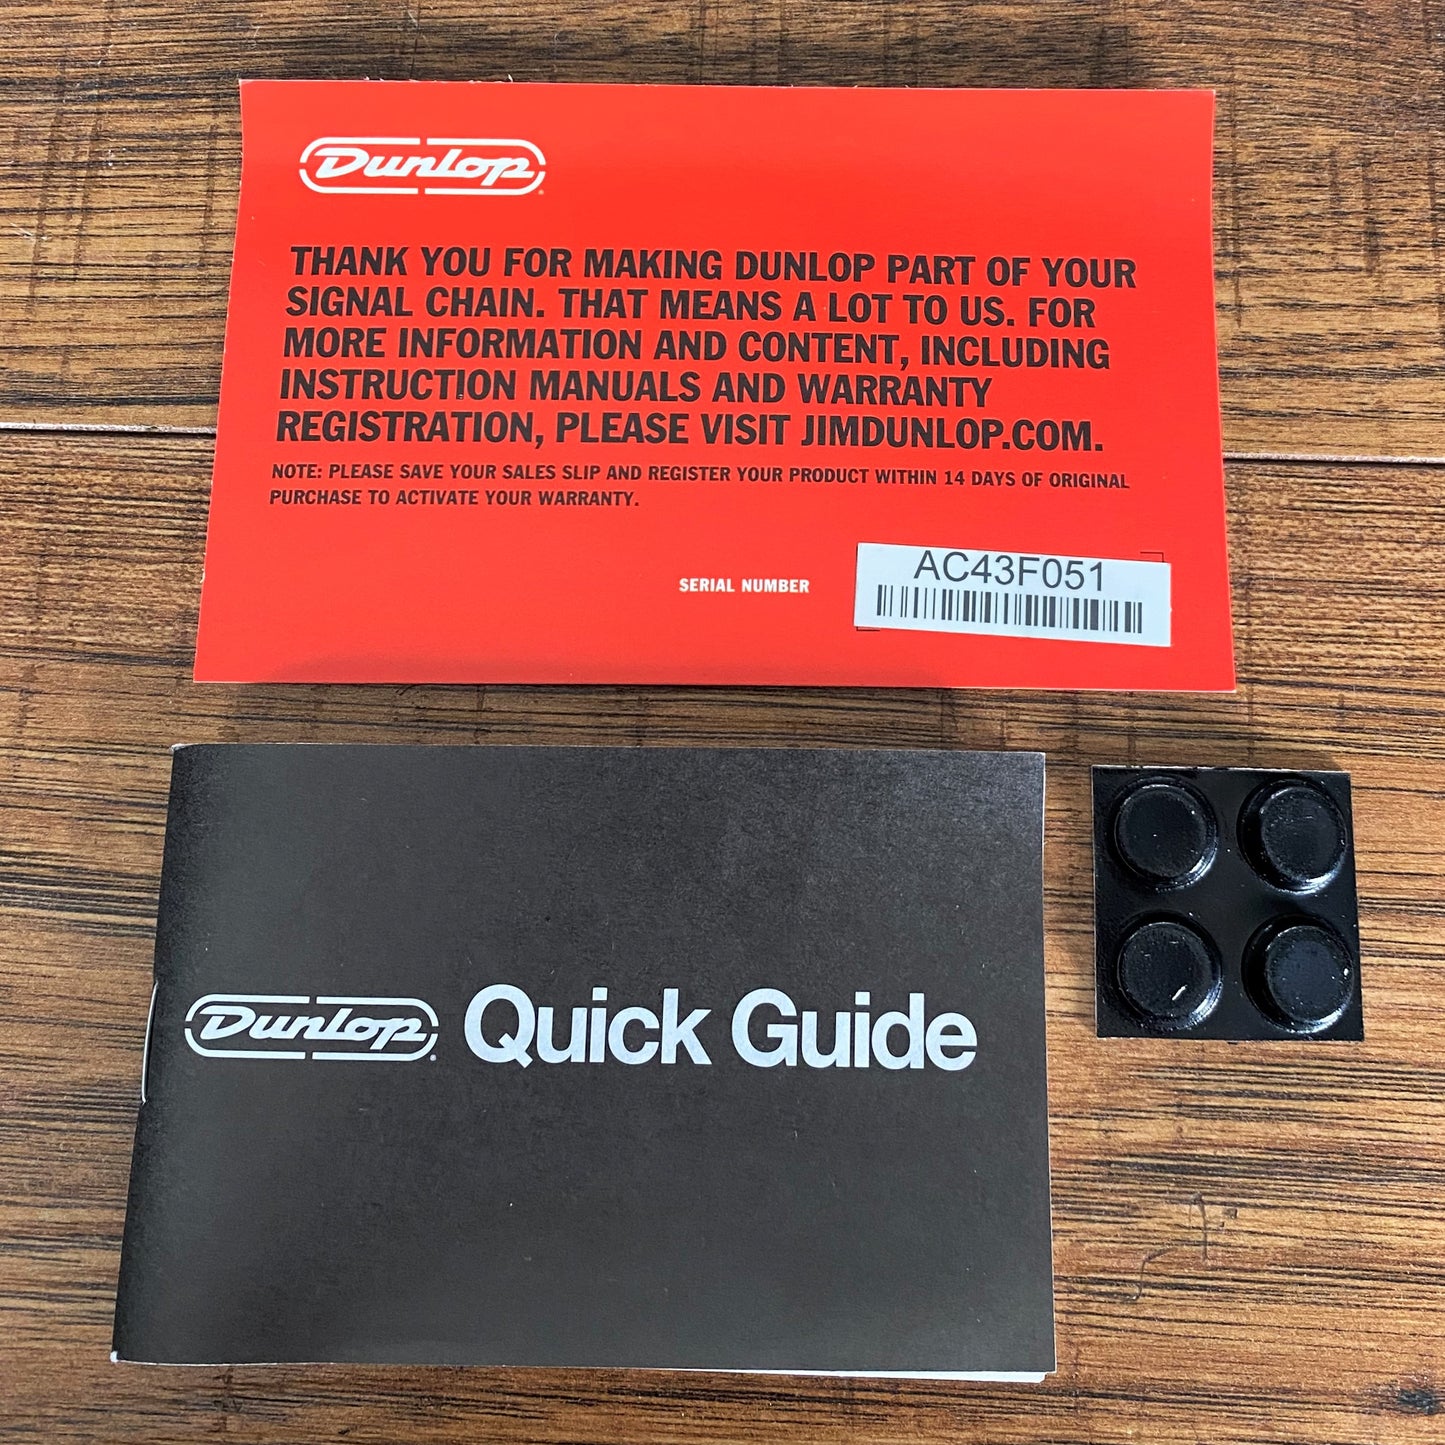 Dunlop
THANK YOU FOR MAKING DUNLOP PART OF YOUR
SIGNAL CHAIN. THAT MEANS A LOT TO US. FOR
MORE INFORMATION AND CONTENT, INCLUDING
INSTRUCTION MANUALS AND WARRANTY
REGISTRATION, PLEASE VISIT JIMDUNLOP.COM.
NOTE: PLEASE SAVE YOUR SALES SLIP AND REGISTER YOUR PRODUCT WITHIN 14 DAYS OF ORIGINAL
PURCHASE TO ACTIVATE YOUR WARRANTY.
SERIAL NUMBER
AC43F051
Dunlop Quick Guide